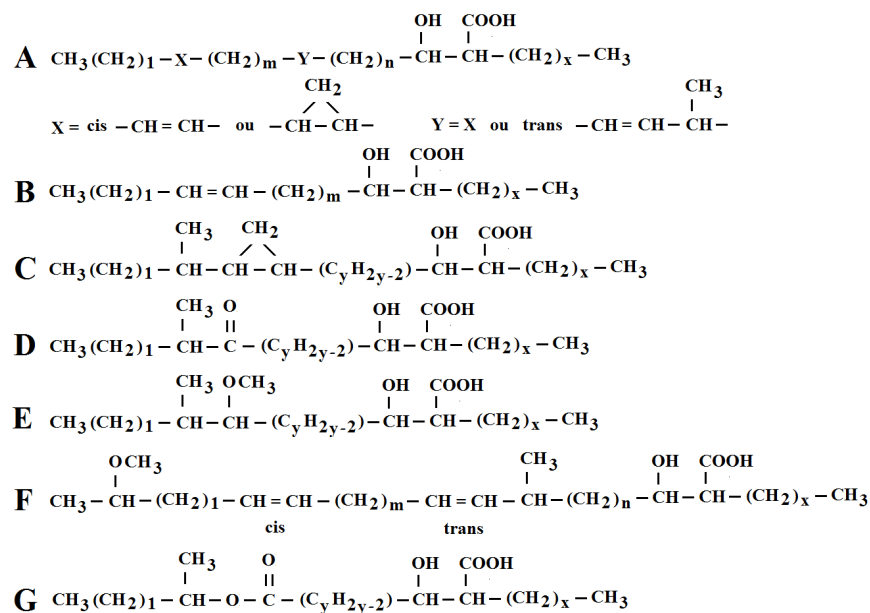 OH COOH
A CH3(CH2)1 – X – (CH2)m – Y – (CH2)n – CH – CH – (CH2)x – CH3
CH2 CH3
X = cis – CH = CH – ou – CH – CH – Y = X ou trans – CH = CH – CH –
OH COOH
B CH3(CH2)1 – CH = CH – (CH2)m – CH – CH – (CH2)x – CH3
CH3 CH2 OH COOH
C CH3(CH2)1 – CH – CH – CH – (CyH2y-2) – CH – CH – (CH2)x – CH3
CH3 O OH COOH
D CH3(CH2)1 – CH – C – (CyH2y-2) – CH – CH – (CH2)x – CH3
CH3 OCH3 OH COOH
E CH3(CH2)1 – CH – CH – (CyH2y-2) – CH – CH – (CH2)x – CH3
OCH3 CH3 OH COOH
F CH3 – CH – (CH2)1 – CH = CH – (CH2)m – CH = CH – CH – (CH2)n – CH – CH – (CH2)x – CH3
cis trans
CH3 O OH COOH
G CH3(CH2)1 – CH – O – C – (CyH2y-2) – CH – CH – (CH2)x – CH3